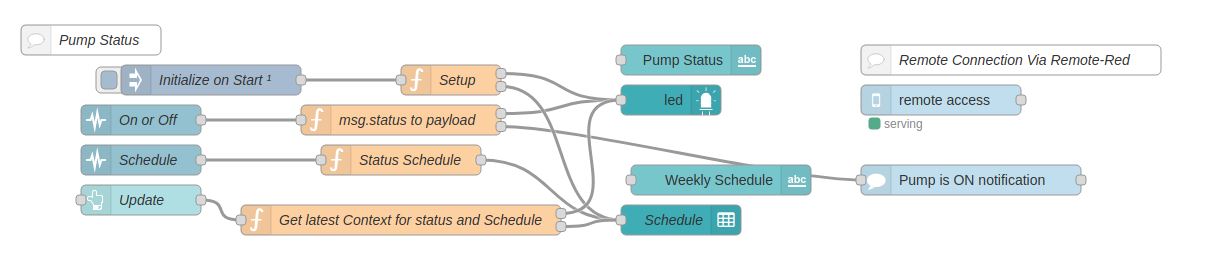 Pump Status
Initialize on Start ¹
Setup
Pump Status
abc
Remote Connection Via Remote-Red
led
remote access
serving
On or Off
msg.status to payload
Schedule
Status Schedule
Weekly Schedule
abc
Pump is ON notification
Update
Get latest Context for status and Schedule
Schedule